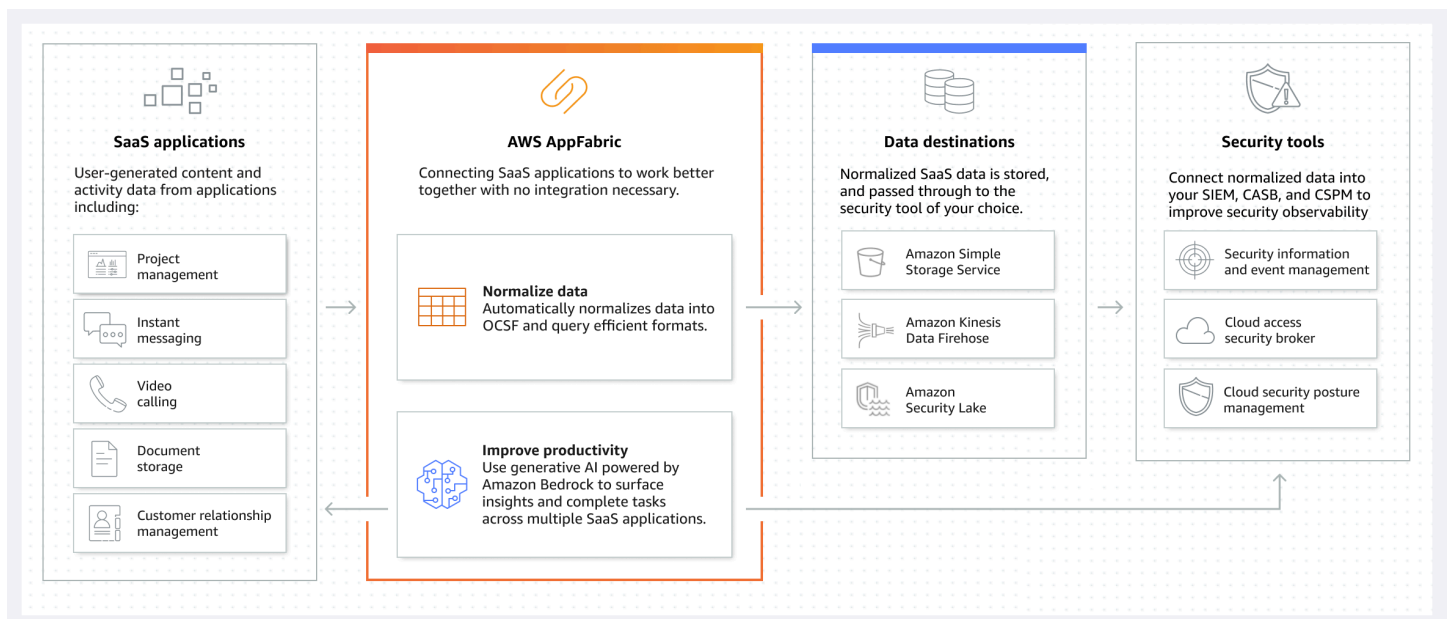 SaaS applications
User-generated content and
activity data from applications
including:
Project
management
Instant
messaging
Video
calling
Document
storage
Customer relationship
management
AWS AppFabric
Connecting SaaS applications to work better
together with no integration necessary.
Normalize data
Automatically normalizes data into
OCSF and query efficient formats.
Improve productivity
Use generative AI powered by
Amazon Bedrock to surface
insights and complete tasks
across multiple SaaS applications.
Data destinations
Normalized SaaS data is stored,
and passed through to the
security tool of your choice.
Amazon Simple
Storage Service
Amazon Kinesis
Data Firehose
Amazon
Security Lake
Security tools
Connect normalized data into
your SIEM, CASB, and CSPM to
improve security observability
Security information
and event management
Cloud access
security broker
Cloud security posture
management